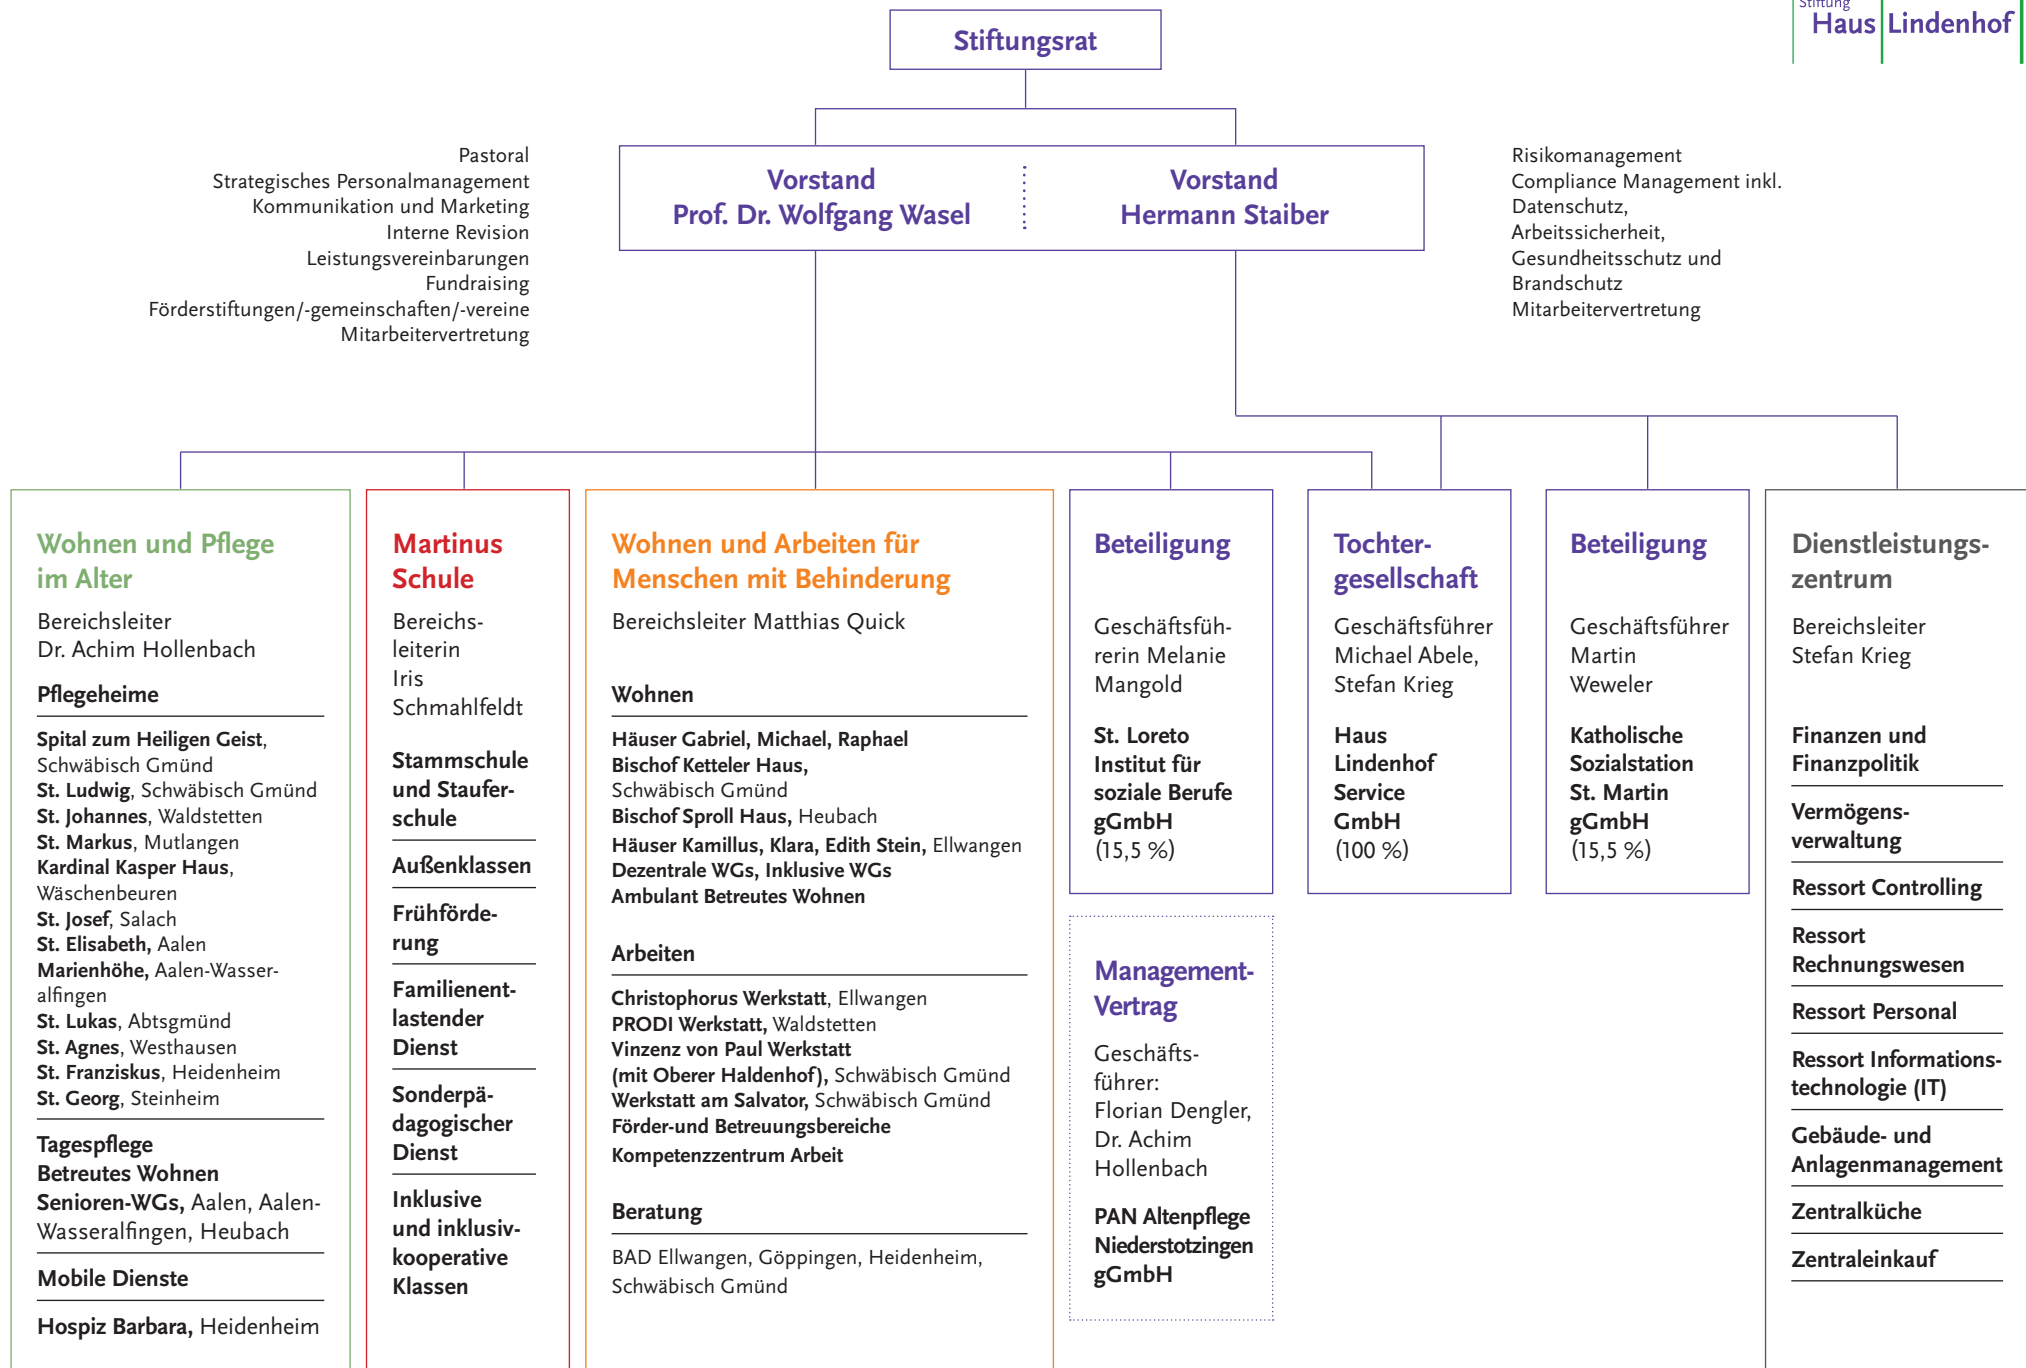 Stiftung
Haus Lindenhof
Stiftungsrat
Pastoral
Strategisches Personalmanagement
Kommunikation und Marketing
Interne Revision
Leistungsvereinbarungen
Fundraising
Förderstiftungen/-gemeinschaften/-vereine
Mitarbeitervertretung
Vorstand
Prof. Dr. Wolfgang Wasel
Vorstand
Hermann Staiber
Risikomanagement
Compliance Management inkl.
Datenschutz,
Arbeitssicherheit,
Gesundheitsschutz und
Brandschutz
Mitarbeitervertretung
Wohnen und Pflege
im Alter
Bereichsleiter
Dr. Achim Hollenbach
Pflegeheime
Spital zum Heiligen Geist,
Schwäbisch Gmünd
St. Ludwig, Schwäbisch Gmünd
St. Johannes, Waldstetten
St. Markus, Mutlangen
Kardinal Kasper Haus,
Wäschenbeuren
St. Josef, Salach
St. Elisabeth, Aalen
Marienhöhe, Aalen-Wasser-
alfingen
St. Lukas, Abtsgmünd
St. Agnes, Westhausen
St. Franziskus, Heidenheim
St. Georg, Steinheim
Tagespflege
Betreutes Wohnen
Senioren-WGs, Aalen, Aalen-
Wasseralfingen, Heubach
Mobile Dienste
Hospiz Barbara, Heidenheim
Martinus
Schule
Bereichs-
leiterin
Iris
Schmahlfeldt
Stammschule
und Staufer-
schule
Außenklassen
Frühförde-
rung
Familienent-
lastender
Dienst
Sonderpä-
dagogischer
Dienst
Inklusive
und inklusiv-
kooperative
Klassen
Wohnen und Arbeiten für
Menschen mit Behinderung
Bereichsleiter Matthias Quick
Wohnen
Häuser Gabriel, Michael, Raphael
Bischof Ketteler Haus,
Schwäbisch Gmünd
Bischof Sproll Haus, Heubach
Häuser Kamillus, Klara, Edith Stein, Ellwangen
Dezentrale WGs, Inklusive WGs
Ambulant Betreutes Wohnen
Arbeiten
Christophorus Werkstatt, Ellwangen
PRODI Werkstatt, Waldstetten
Vinzenz von Paul Werkstatt
(mit Oberer Haldenhof), Schwäbisch Gmünd
Werkstatt am Salvator, Schwäbisch Gmünd
Förder-und Betreuungsbereiche
Kompetenzzentrum Arbeit
Beratung
BAD Ellwangen, Göppingen, Heidenheim,
Schwäbisch Gmünd
Beteiligung
Geschäftsfüh-
rerin Melanie
Mangold
St. Loreto
Institut für
soziale Berufe
gGmbH
(15,5 %)
Management-
Vertrag
Geschäfts-
führer:
Florian Dengler,
Dr. Achim
Hollenbach
PAN Altenpflege
Niederstotzingen
gGmbH
Tochter-
gesellschaft
Geschäftsführer
Michael Abele,
Stefan Krieg
Haus
Lindenhof
Service
GmbH
(100 %)
Beteiligung
Geschäftsführer
Martin
Weweler
Katholische
Sozialstation
St. Martin
gGmbH
(15,5 %)
Dienstleistungs-
zentrum
Bereichsleiter
Stefan Krieg
Finanzen und
Finanzpolitik
Vermögens-
verwaltung
Ressort Controlling
Ressort
Rechnungswesen
Ressort Personal
Ressort Informations-
technologie (IT)
Gebäude- und
Anlagenmanagement
Zentralküche
Zentraleinkauf